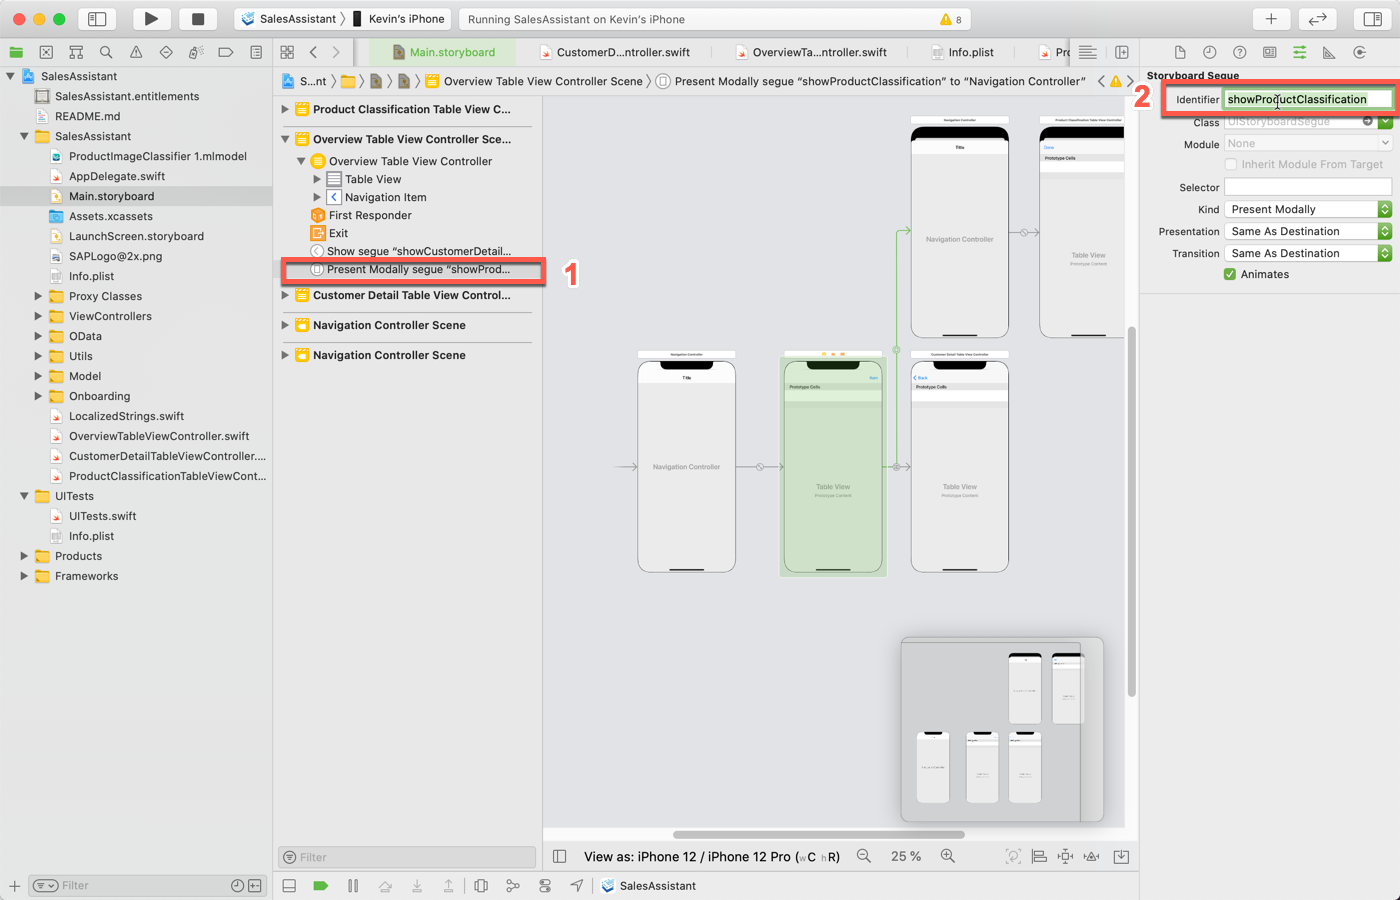 SalesAssistant
Kevin's iPhone
Running SalesAssistant on Kevin's iPhone
8
Main.storyboard
CustomerD...ntroller.swift
OverviewTa...ntroller.swift
Info.plist
Pro
SalesAssistant
SalesAssistant.entitlements
README.md
SalesAssistant
ProductImageClassifier 1.mlmodel
AppDelegate.swift
Main.storyboard
Assets.xcassets
LaunchScreen.storyboard
SAPLogo@2x.png
Info.plist
Proxy Classes
ViewControllers
OData
Utils
Model
Onboarding
LocalizedStrings.swift
OverviewTableViewController.swift
CustomerDetailTableViewController....
ProductClassificationTableViewCont...
UITests
UITests.swift
Info.plist
Products
Frameworks
Filter
S...nt
Overview Table View Controller Scene
Present Modally segue “showProductClassification” to “Navigation Controller”
Product Classification Table View C...
Overview Table View Controller Sce...
Overview Table View Controller
Table View
Navigation Item
First Responder
Exit
Show segue “showCustomerDetail...
Present Modally segue “showProd...
1
Customer Detail Table View Control...
Navigation Controller Scene
Navigation Controller Scene
Filter
Navigation Controller
Title
Navigation Controller
Product Classification Table View Controller
Done
Prototype Cells
Table View
Prototype Content
Navigation Controller
Title
Navigation Controller
Item
Prototype Cells
Table View
Prototype Content
Customer Detail Table View Controller
Back
Prototype Cells
Table View
Prototype Content
View as: iPhone 12 / iPhone 12 Pro (wC hR)
25 %
SalesAssistant
Storyboard Segue
2
Identifier showProductClassification
Class UIStoryboardSegue
Module None
Inherit Module From Target
Selector
Kind Present Modally
Presentation Same As Destination
Transition Same As Destination
Animates